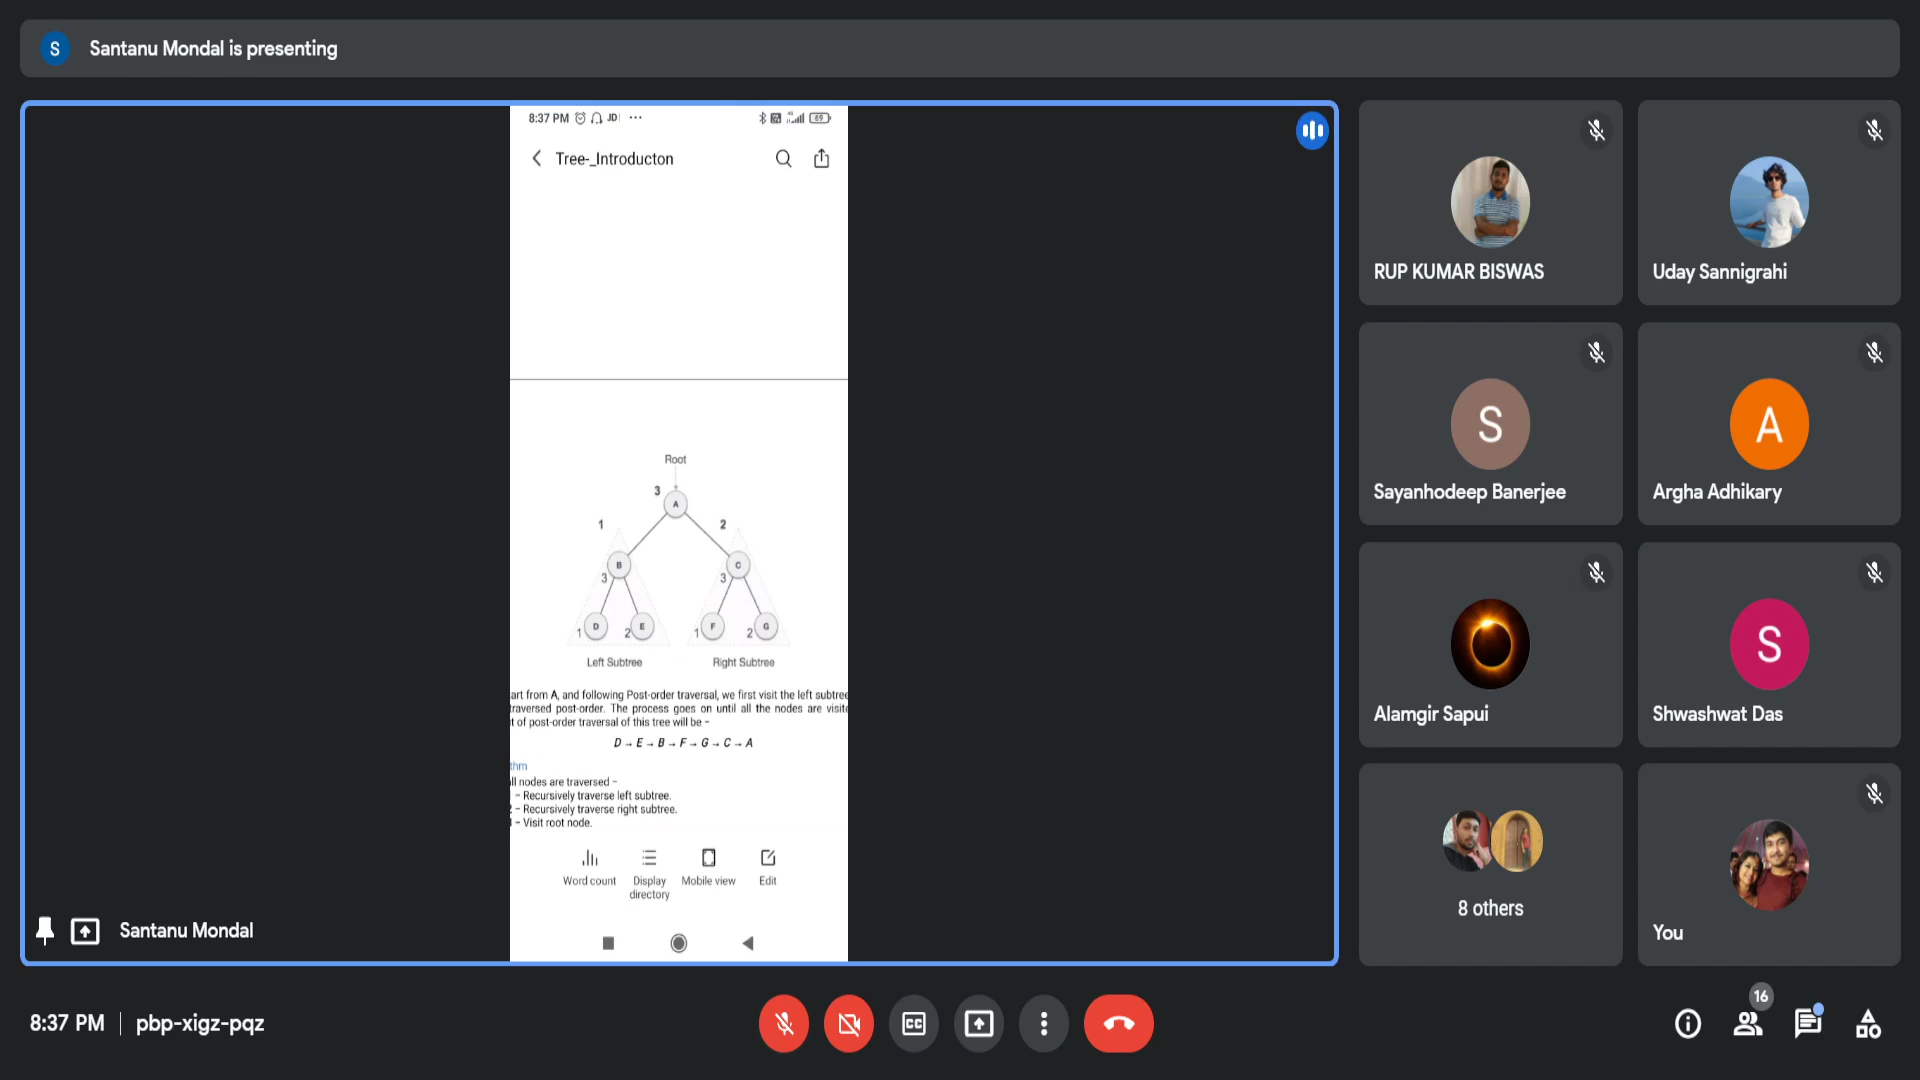 S Santanu Mondal is presenting
8:37 PM JD ··· 69
Tree-_Introducton
Root
3
A
1 2
B C
3 3
D E F G
1 2 1 2
Left Subtree Right Subtree
art from A, and following Post-order traversal, we first visit the left subtree
traversed post-order. The process goes on until all the nodes are visite
t of post-order traversal of this tree will be –
D → E → B → F → G → C → A
thm
ll nodes are traversed –
– Recursively traverse left subtree.
– Recursively traverse right subtree.
– Visit root node.
Word count Display directory Mobile view Edit
Santanu Mondal
RUP KUMAR BISWAS
Uday Sannigrahi
S
Sayanhodeep Banerjee
A
Argha Adhikary
Alamgir Sapui
S
Shwashwat Das
8 others
You
8:37 PM | pbp-xigz-pqz
CC
16